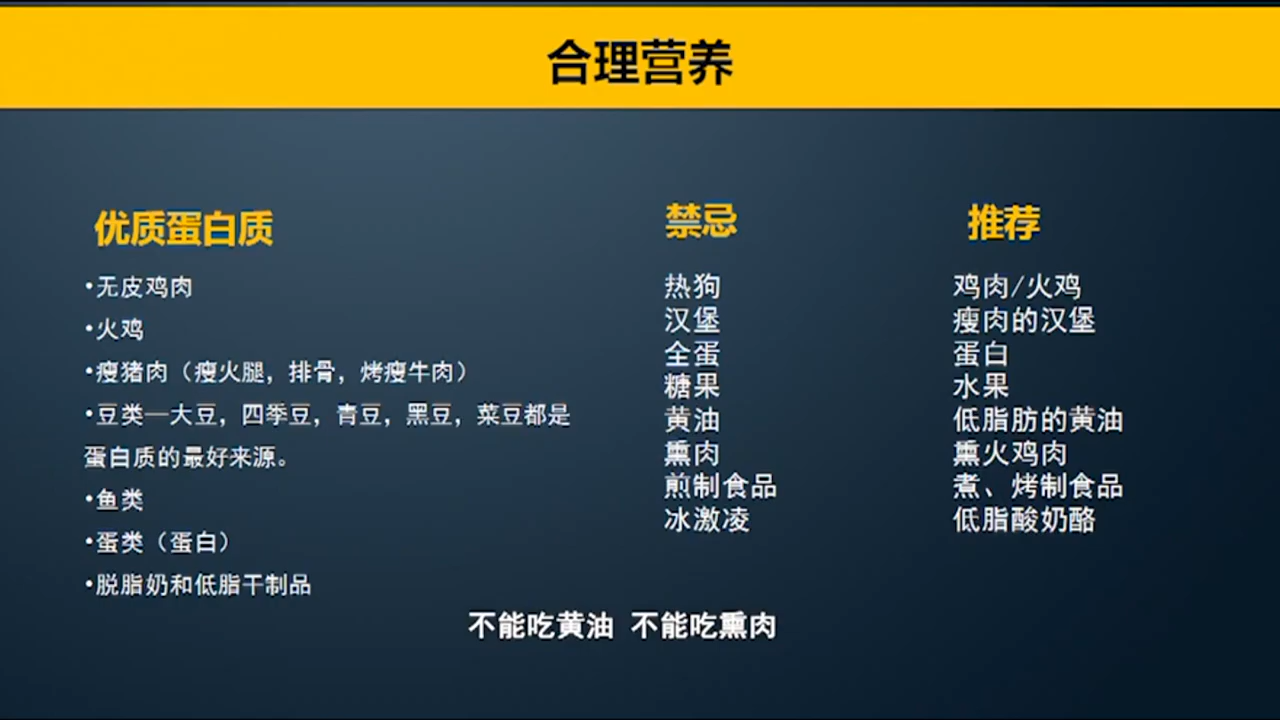 合理营养
优质蛋白质
•无皮鸡肉
•火鸡
•瘦猪肉（瘦火腿，排骨，烤瘦牛肉）
•豆类—大豆，四季豆，青豆，黑豆，菜豆都是
蛋白质的最好来源。
•鱼类
•蛋类（蛋白）
•脱脂奶和低脂干制品
禁忌
热狗
汉堡
全蛋
糖果
黄油
熏肉
煎制食品
冰激凌
推荐
鸡肉/火鸡
瘦肉的汉堡
蛋白
水果
低脂肪的黄油
熏火鸡肉
煮、烤制食品
低脂酸奶酪
不能吃黄油 不能吃熏肉